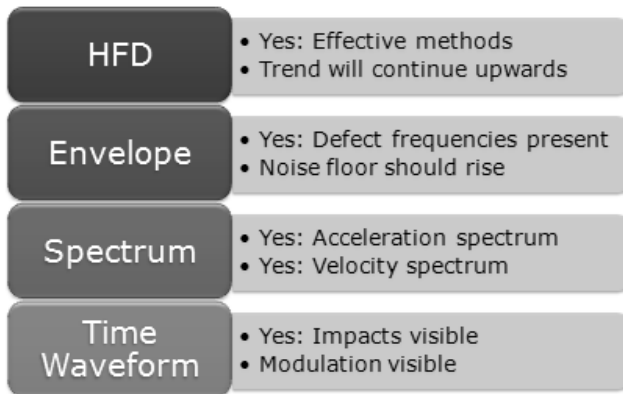 HFD
• Yes: Effective methods
• Trend will continue upwards
Envelope
• Yes: Defect frequencies present
• Noise floor should rise
Spectrum
• Yes: Acceleration spectrum
• Yes: Velocity spectrum
Time
Waveform
• Yes: Impacts visible
• Modulation visible